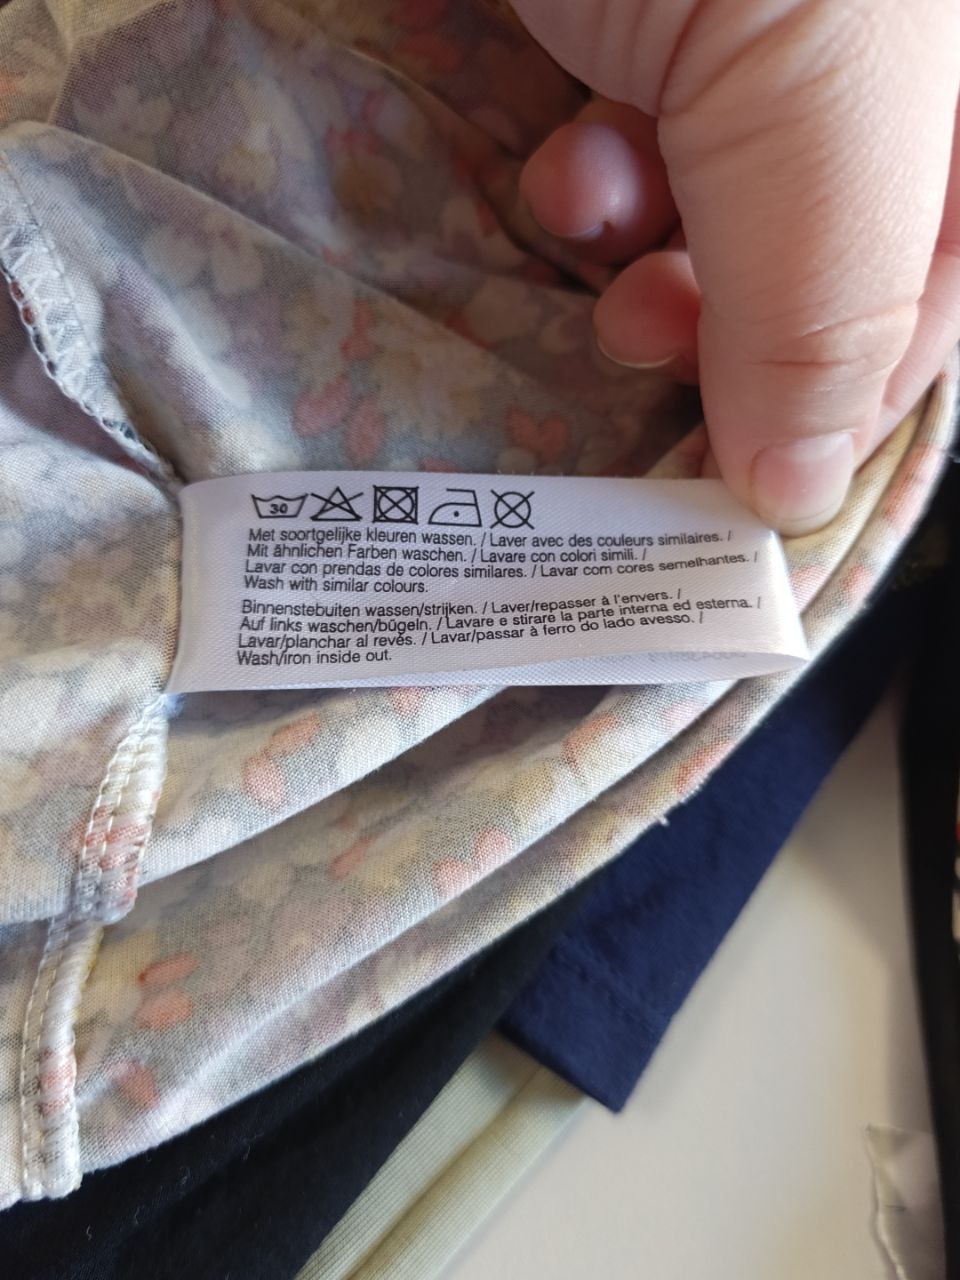 30
Met soortgelijke kleuren wassen. / Laver avec des couleurs similaires. /
Mit ähnlichen Farben waschen. / Lavare con colori simili. /
Lavar con prendas de colores similares. / Lavar com cores semelhantes. /
Wash with similar colours.
Binnenstebuiten wassen/strijken. / Laver/repasser à l'envers. /
Auf links waschen/bügeln. / Lavare e stirare la parte interna ed esterna. /
Lavar/planchar al revés. / Lavar/passar à ferro do lado avesso. /
Wash/iron inside out.